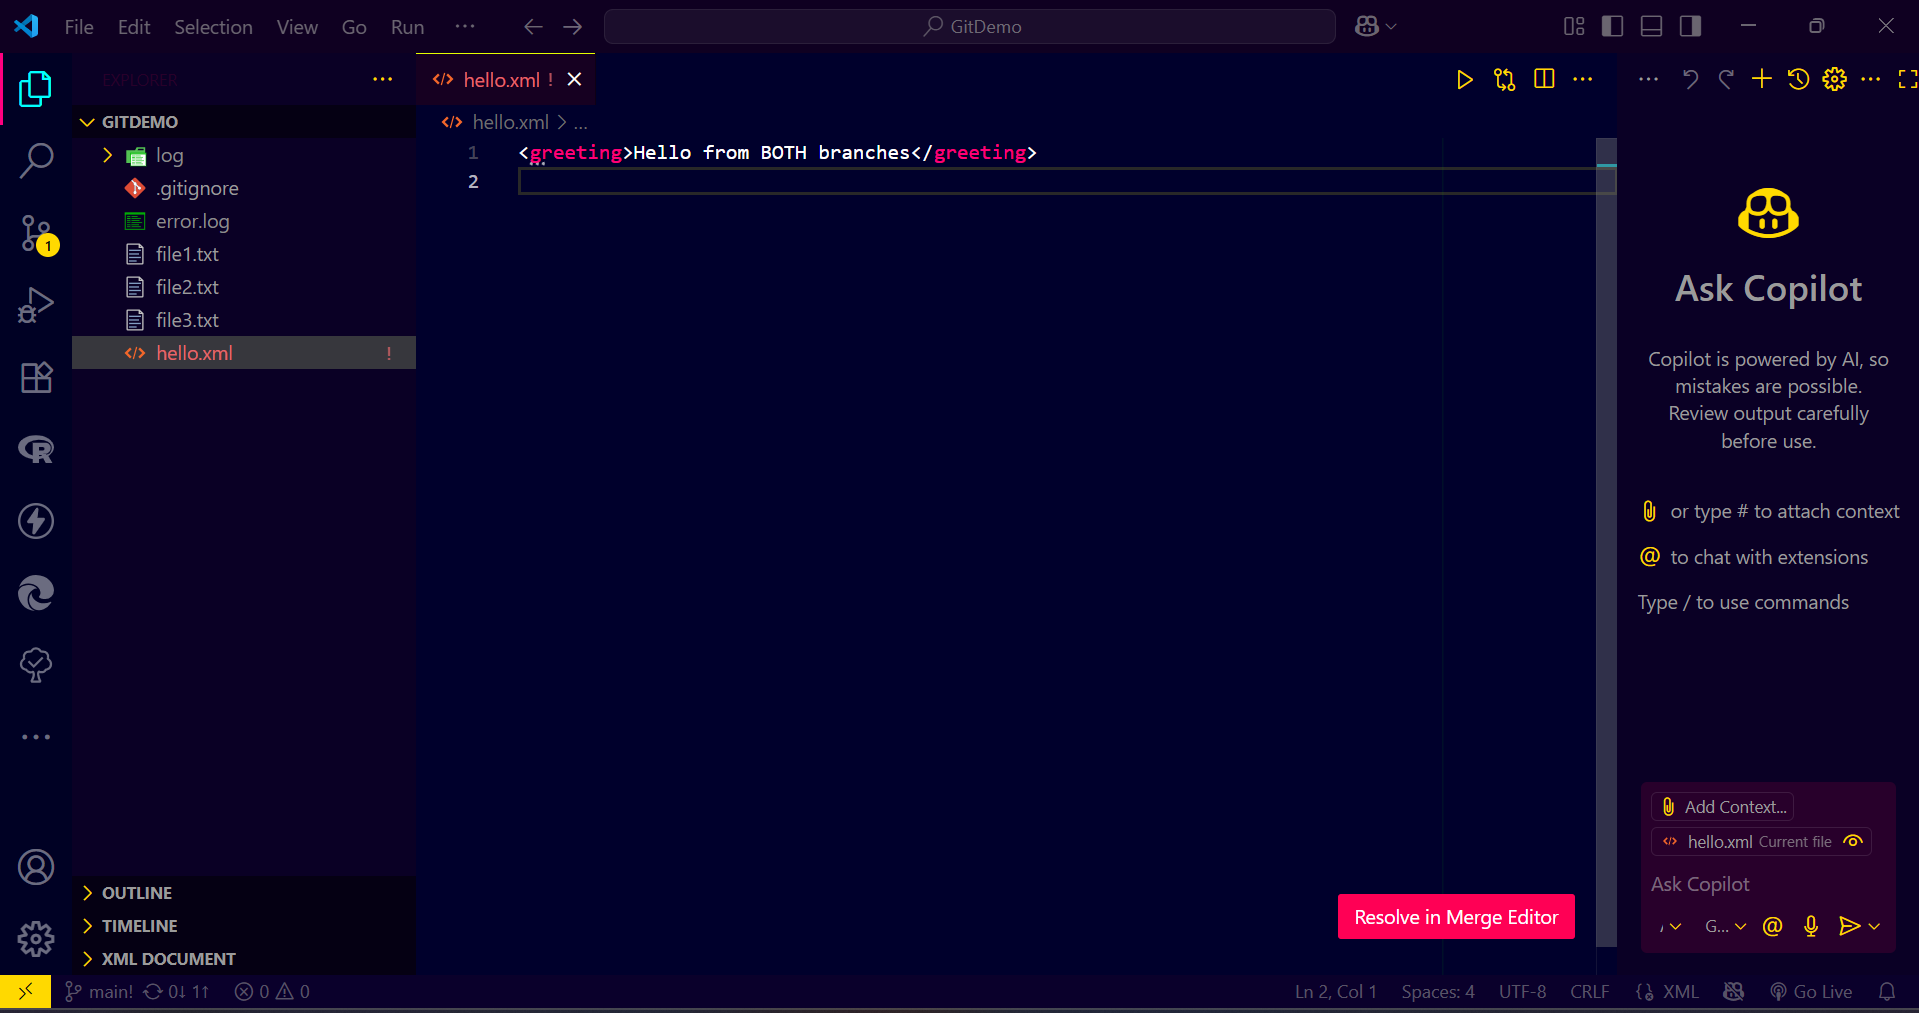 File Edit Selection View Go Run
GitDemo
EXPLORER
GITDEMO
log
.gitignore
error.log
file1.txt
file2.txt
file3.txt
hello.xml !
OUTLINE
TIMELINE
XML DOCUMENT
1
hello.xml !
hello.xml > ...
1 <greeting>Hello from BOTH branches</greeting>
2
Resolve in Merge Editor
Ask Copilot
Copilot is powered by AI, so
mistakes are possible.
Review output carefully
before use.
or type # to attach context
@ to chat with extensions
Type / to use commands
Add Context...
hello.xml Current file
Ask Copilot
G... @
main! 0↓ 1↑ 0 0 Ln 2, Col 1 Spaces: 4 UTF-8 CRLF XML Go Live